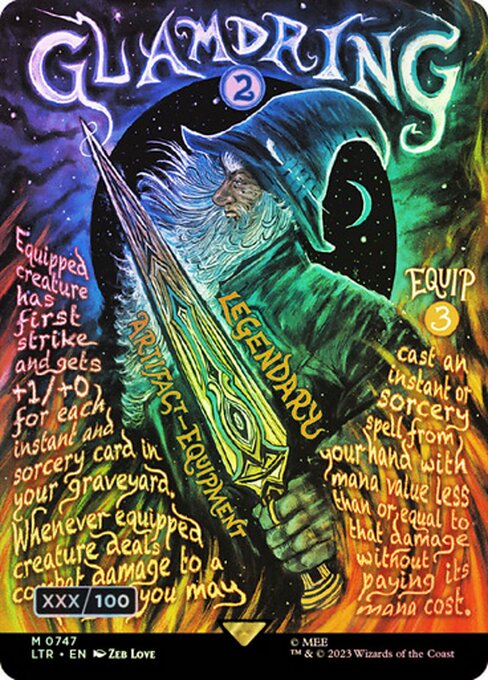 GLAMDRING
2
Equipped
creature
has
first
strike
and gets
+1/+0
for each
instant and
sorcery card in
your graveyard.
Whenever equipped
creature deals
combat damage to a
you may
LEGENDARY
ARTIFACT–EQUIPMENT
EQUIP
3
cast an
instant or
sorcery
spell from
your hand with
mana value less
than or equal to
that damage
without
paying its
mana cost.
XXX/100
M 0747
LTR • EN Zeb Love
© MEE
™ & © 2023 Wizards of the Coast